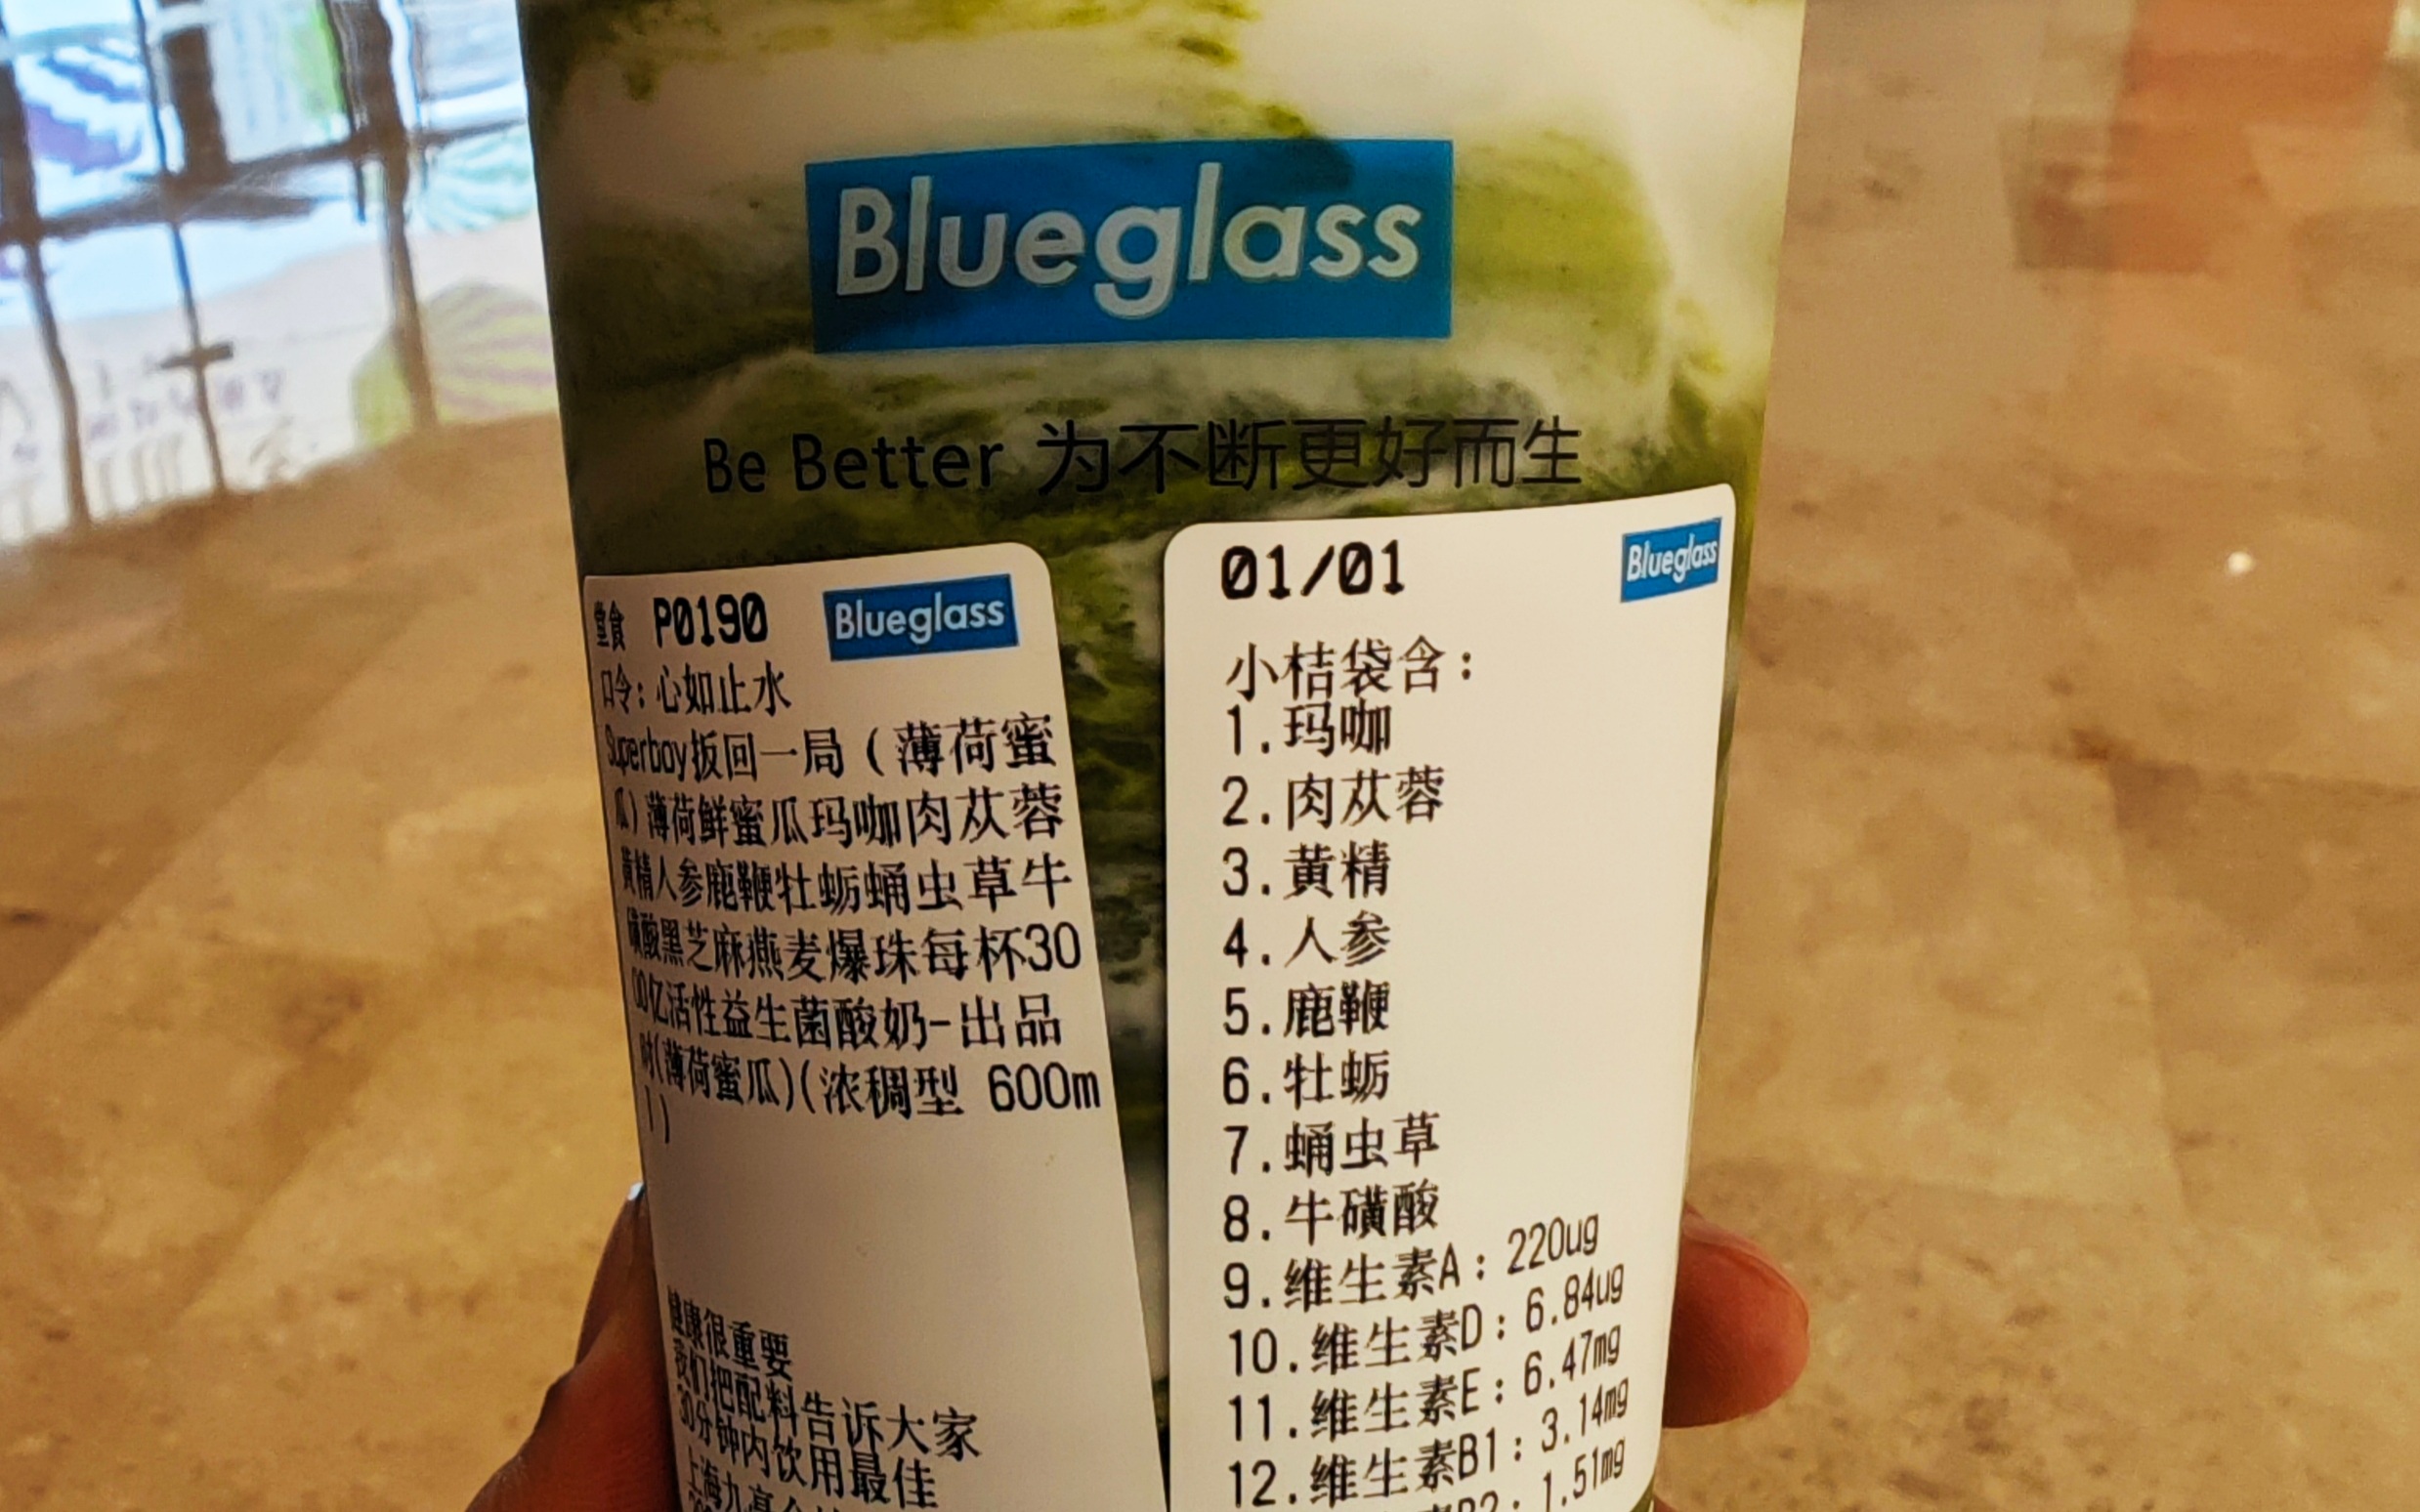 Blueglass
Be Better 为不断更好而生
堂食 P0190 Blueglass
口令：心如止水
Superboy扳回一局（薄荷蜜
瓜）薄荷鲜蜜瓜玛咖肉苁蓉
黄精人参鹿鞭牡蛎蛹虫草牛
磺酸黑芝麻燕麦爆珠每杯30
00亿活性益生菌酸奶-出品
时(薄荷蜜瓜)(浓稠型 600m
l)
健康很重要
我们把配料告诉大家
30分钟内饮用最佳
上海九
01/01 Blueglass
小桔袋含：
1.玛咖
2.肉苁蓉
3.黄精
4.人参
5.鹿鞭
6.牡蛎
7.蛹虫草
8.牛磺酸
9.维生素A：220ug
10.维生素D：6.84ug
11.维生素E：6.47mg
12.维生素B1：3.14mg
素B2：1.51mg